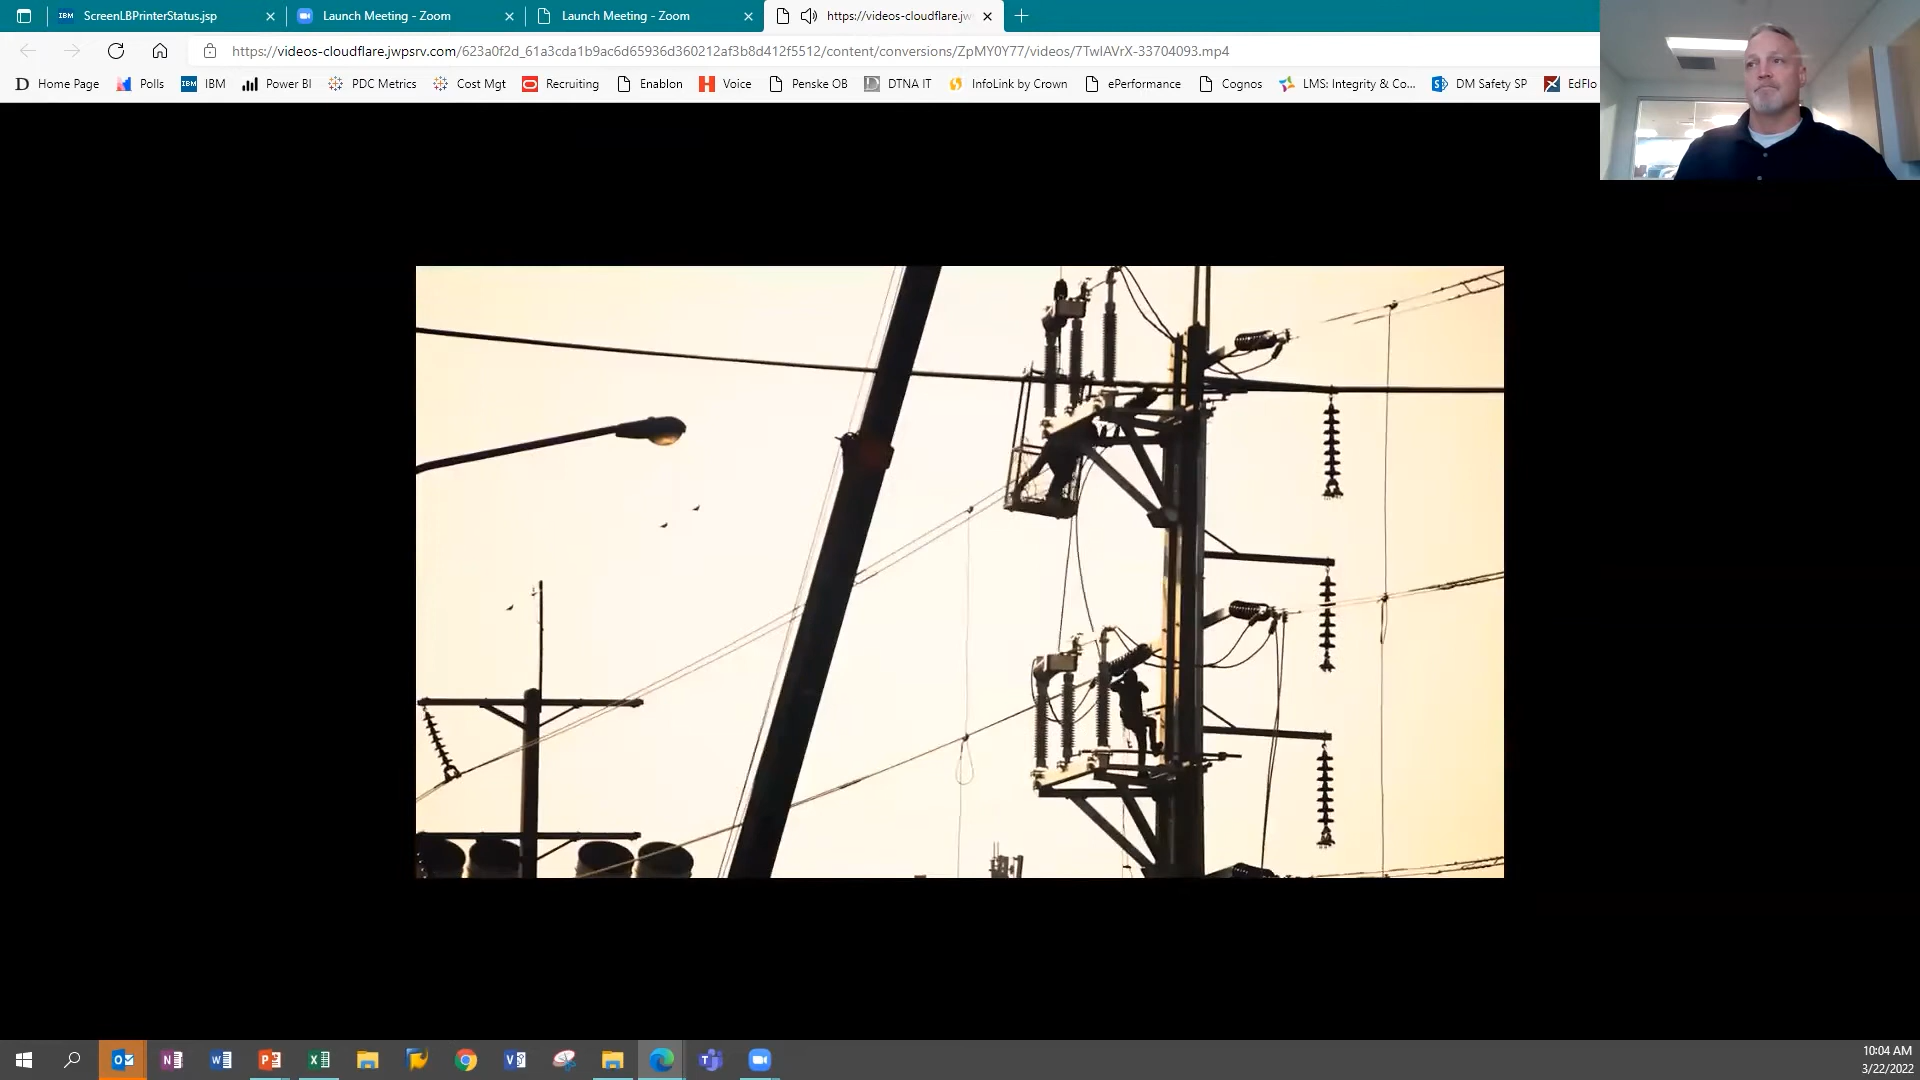 IBM ScreenLBPrinterStatus.jsp
Launch Meeting - Zoom
Launch Meeting - Zoom
https://videos-cloudflare.jw
https://videos-cloudflare.jwpsrv.com/623a0f2d_61a3cda1b9ac6d65936d360212af3b8d412f5512/content/conversions/ZpMY0Y77/videos/7TwIAVrX-33704093.mp4
D Home Page
Polls
IBM IBM
Power BI
PDC Metrics
Cost Mgt
Recruiting
Enablon
H Voice
Penske OB
D DTNA IT
InfoLink by Crown
ePerformance
Cognos
LMS: Integrity & Co...
S DM Safety SP
EdFlo
10:04 AM
3/22/2022